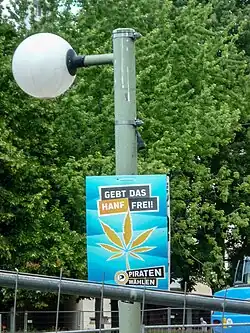 GEBT DAS
HANF FREI!
PIRATEN
WÄHLEN